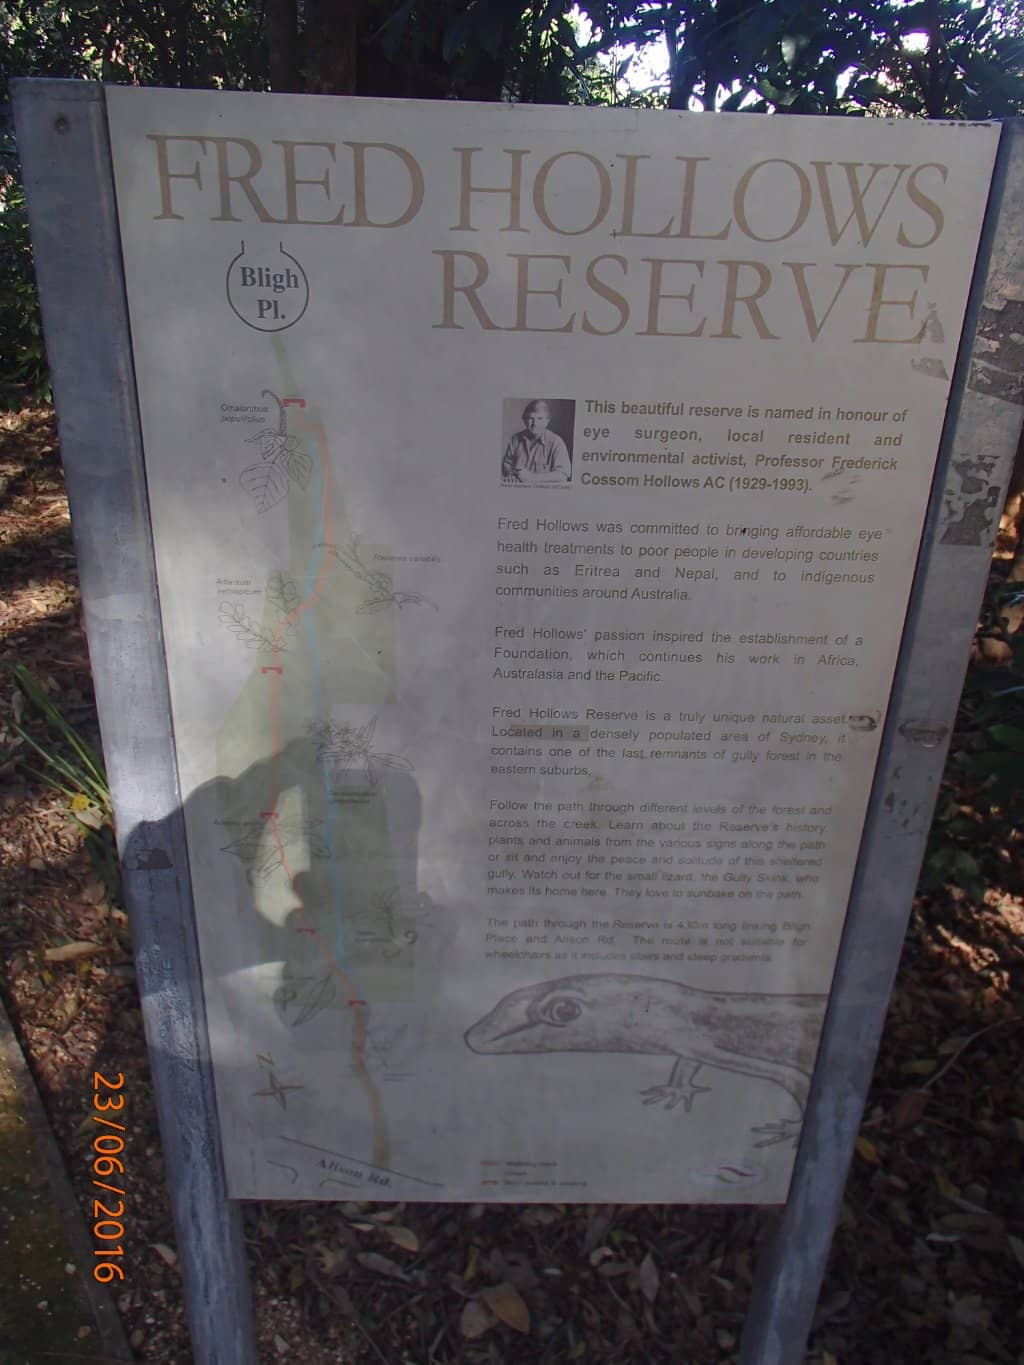 FRED HOLLOWS
RESERVE
Bligh
Pl.
Omalanthus
populifolius
This beautiful reserve is named in honour of
eye surgeon, local resident and
environmental activist, Professor Frederick
Cossom Hollows AC (1929-1993).
Fred Hollows was committed to bringing affordable eye
health treatments to poor people in developing countries
such as Eritrea and Nepal, and to indigenous
communities around Australia.
Adiantum
aethiopicum
Fred Hollows' passion inspired the establishment of a
Foundation, which continues his work in Africa,
Australasia and the Pacific.
Fred Hollows Reserve is a truly unique natural asset.
Located in a densely populated area of Sydney, it
contains one of the last remnants of gully forest in the
eastern suburbs.
Follow the path through different levels of the forest and
across the creek. Learn about the Reserve's history,
plants and animals from the various signs along the path
or sit and enjoy the peace and solitude of this sheltered
gully. Watch out for the small lizard, the Gully Skink, who
makes its home here. They love to sunbake on the path.
The path through the Reserve is 430m long linking Bligh
Place and Alison Rd. The route is not suitable for
wheelchairs as it includes stairs and steep gradients.
N
Alison Rd.
23/06/2016